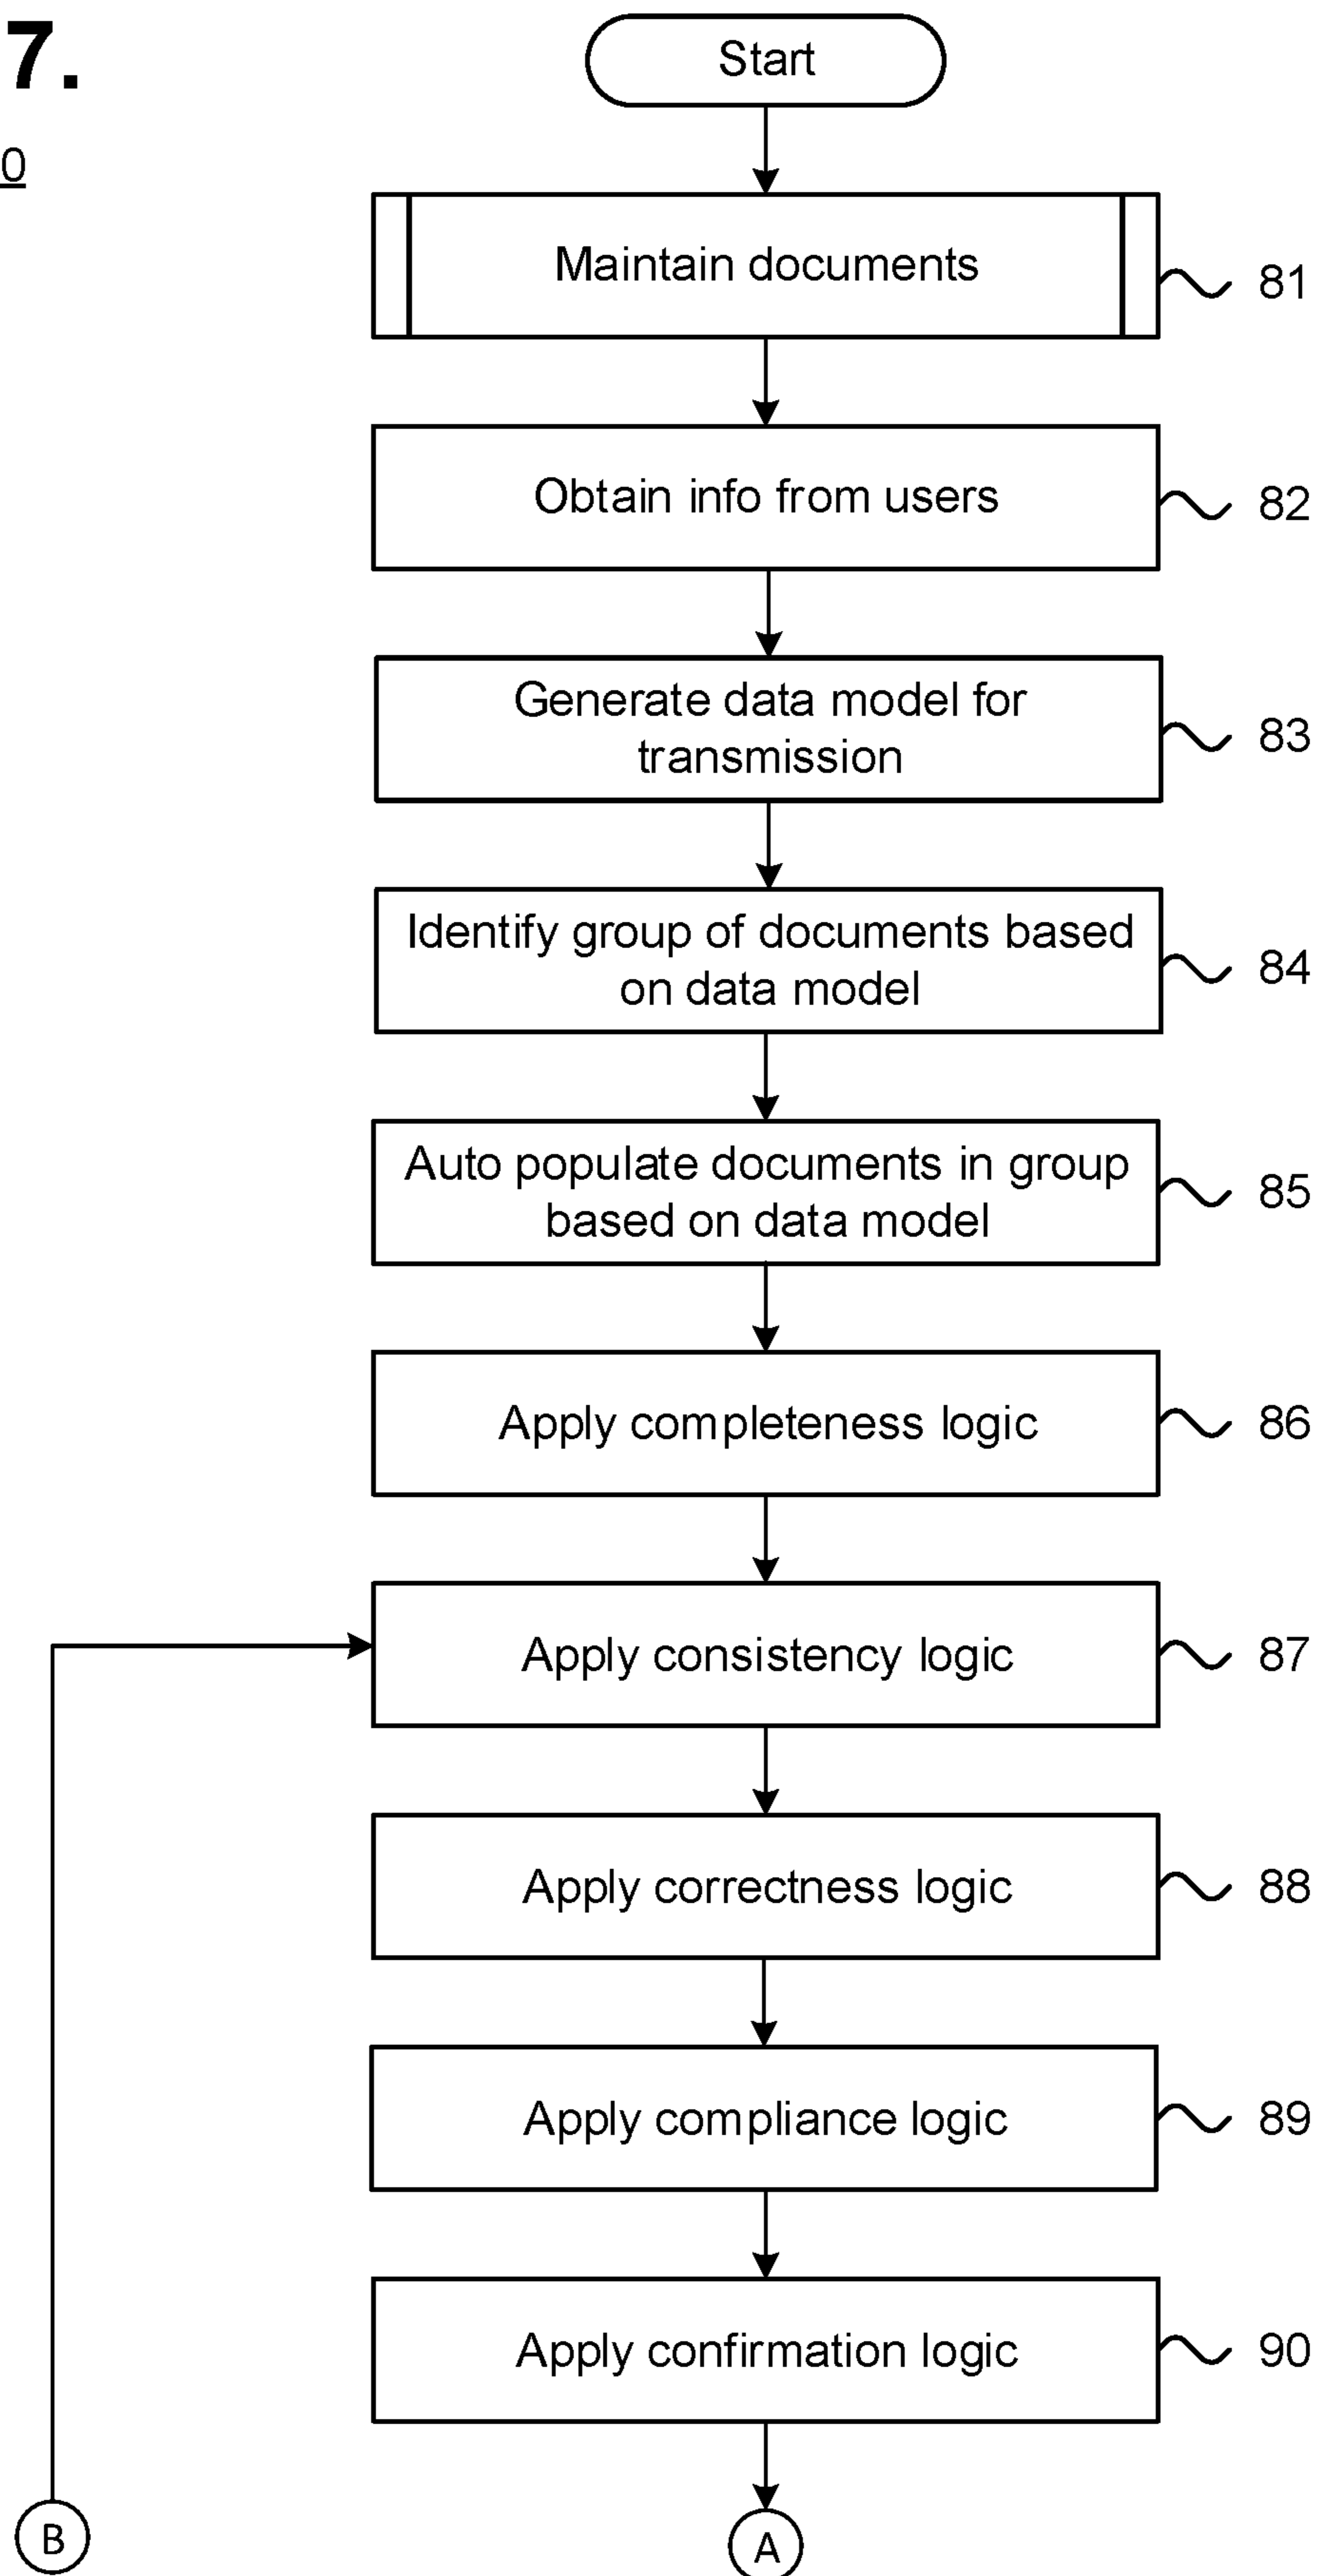 7.
0
Start
Maintain documents
81
Obtain info from users
82
Generate data model for
transmission
83
Identify group of documents based
on data model
84
Auto populate documents in group
based on data model
85
Apply completeness logic
86
Apply consistency logic
87
Apply correctness logic
88
Apply compliance logic
89
Apply confirmation logic
90
B
A